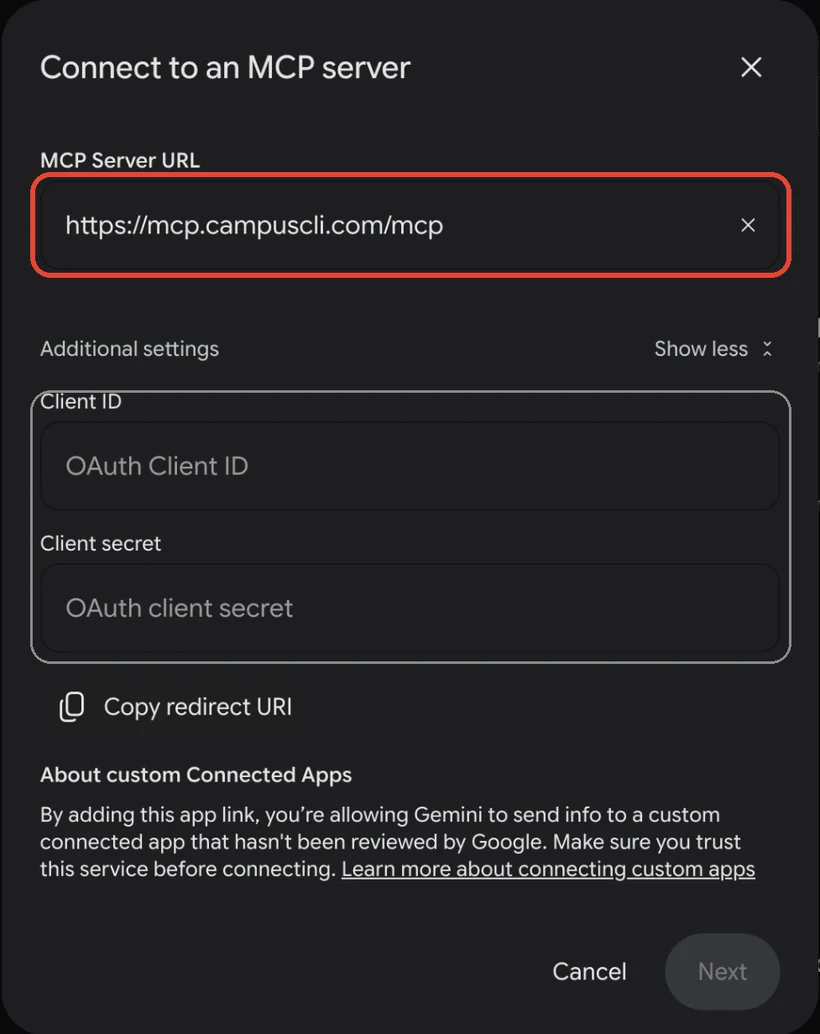 Connect to an MCP server
MCP Server URL
https://mcp.campuscli.com/mcp
Additional settings
Show less
Client ID
OAuth Client ID
Client secret
OAuth client secret
Copy redirect URI
About custom Connected Apps
By adding this app link, you’re allowing Gemini to send info to a custom
connected app that hasn't been reviewed by Google. Make sure you trust
this service before connecting. Learn more about connecting custom apps
Cancel
Next